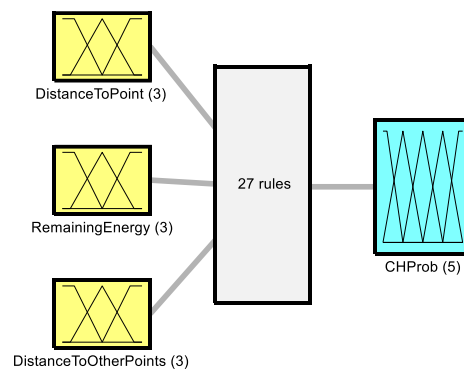 DistanceToPoint (3)
RemainingEnergy (3)
DistanceToOtherPoints (3)
27 rules
CHProb (5)